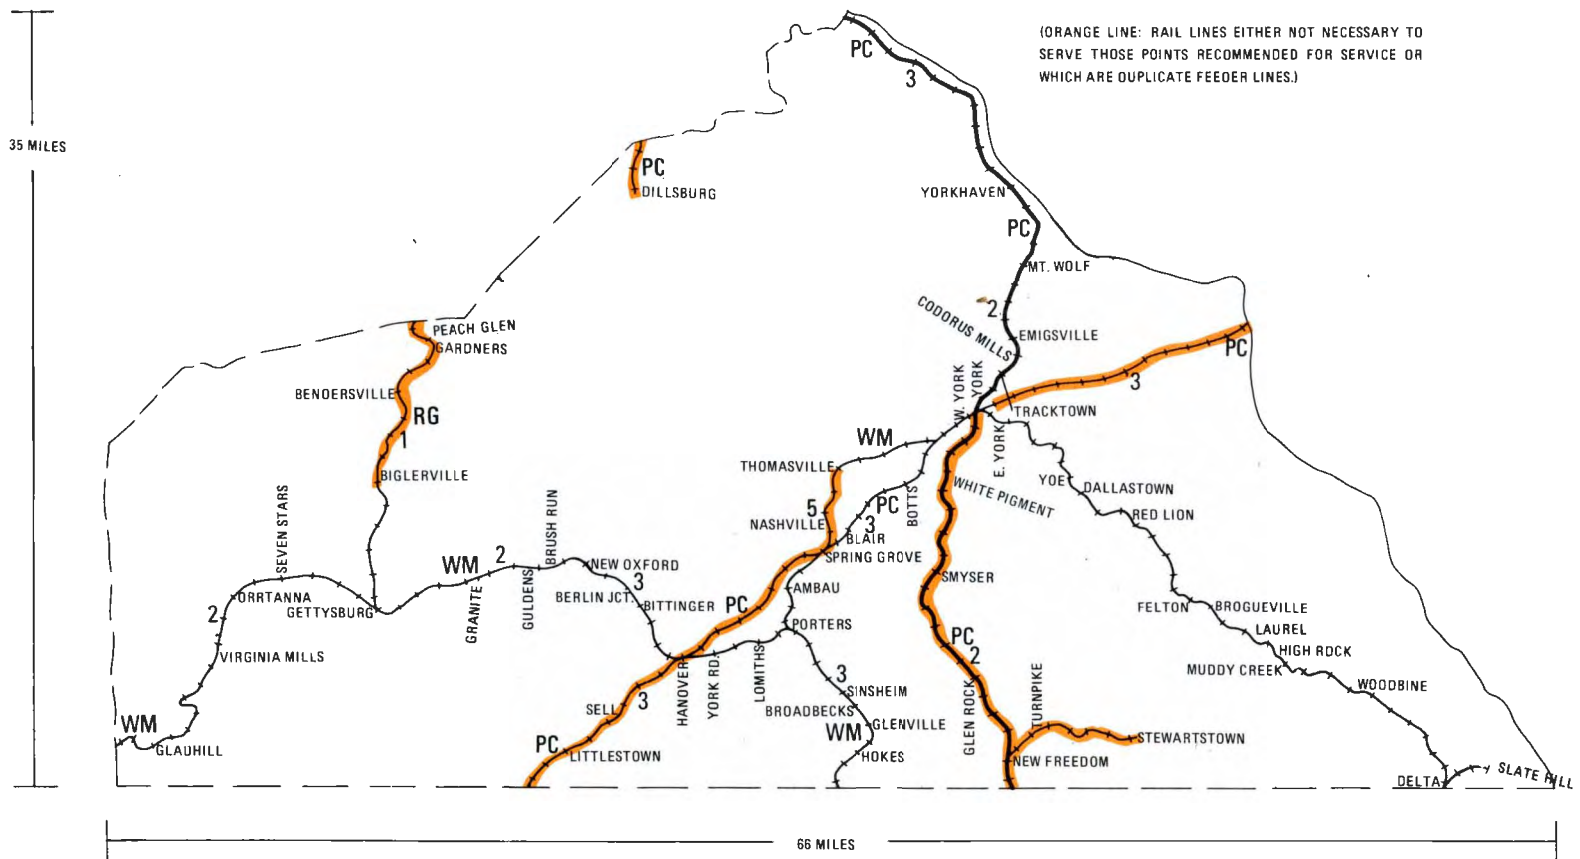 (ORANGE LINE: RAIL LINES EITHER NOT NECESSARY TO
SERVE THOSE POINTS RECOMMENDED FOR SERVICE OR
WHICH ARE DUPLICATE FEEDER LINES.)
PC
3
35 MILES
PC
DILLSBURG
YORKHAVEN
PC
MT. WOLF
2
CODORUS MILLS
EMIGSVILLE
PEACH GLEN
GARDNERS
PC
3
BENDERSVILLE
RG
1
W. YORK
YORK
TRACKTOWN
E. YORK
WM
THOMASVILLE
BIGLERVILLE
YOE
DALLASTOWN
WHITE PIGMENT
RED LION
5
PC
3
BOTTS
NASHVILLE
BLAIR
SPRING GROVE
SEVEN STARS
BRUSH RUN
WM
2
NEW OXFORD
3
GRANITE
GULDENS
BERLIN JCT.
BITTINGER
AMBAU
SMYSER
ORRTANNA
GETTYSBURG
2
PC
PORTERS
FELTON
BROGUEVILLE
LAUREL
HIGH ROCK
MUDDY CREEK
WOODBINE
VIRGINIA MILLS
PC
2
HANOVER
YORK RD.
LOMITHS
3
SINSHEIM
BROADBECKS
GLENVILLE
WM
HOKES
SELL
3
PC
LITTLESTOWN
GLEN ROCK
TURNPIKE
STEWARTSTOWN
NEW FREEDOM
WM
GLADHILL
DELTA
SLATE HILL
66 MILES